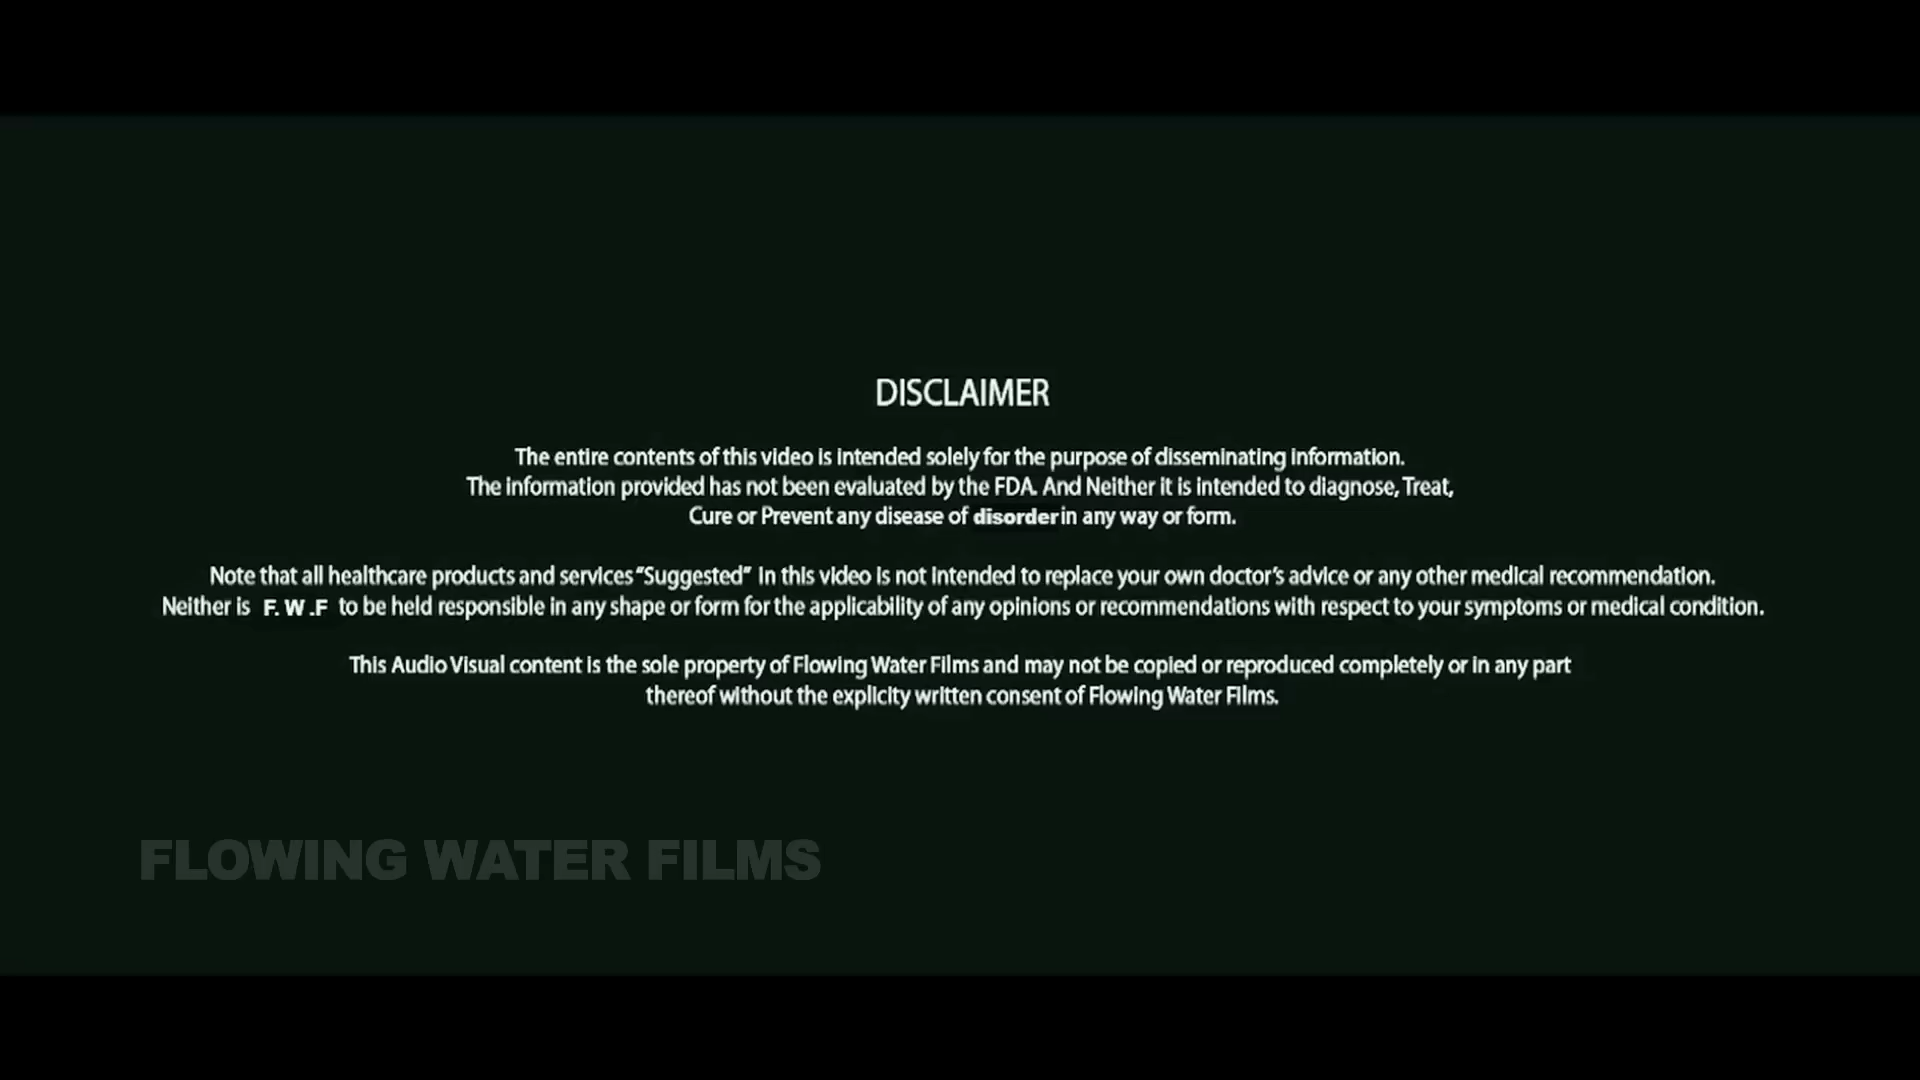 DISCLAIMER
The entire contents of this video is intended solely for the purpose of disseminating information.
The information provided has not been evaluated by the FDA. And Neither it is intended to diagnose, Treat,
Cure or Prevent any disease of disorder in any way or form.
Note that all healthcare products and services "Suggested" in this video is not intended to replace your own doctor's advice or any other medical recommendation.
Neither is F. W .F to be held responsible in any shape or form for the applicability of any opinions or recommendations with respect to your symptoms or medical condition.
This Audio Visual content is the sole property of Flowing Water Films and may not be copied or reproduced completely or in any part
thereof without the explicity written consent of Flowing Water Films.
FLOWING WATER FILMS